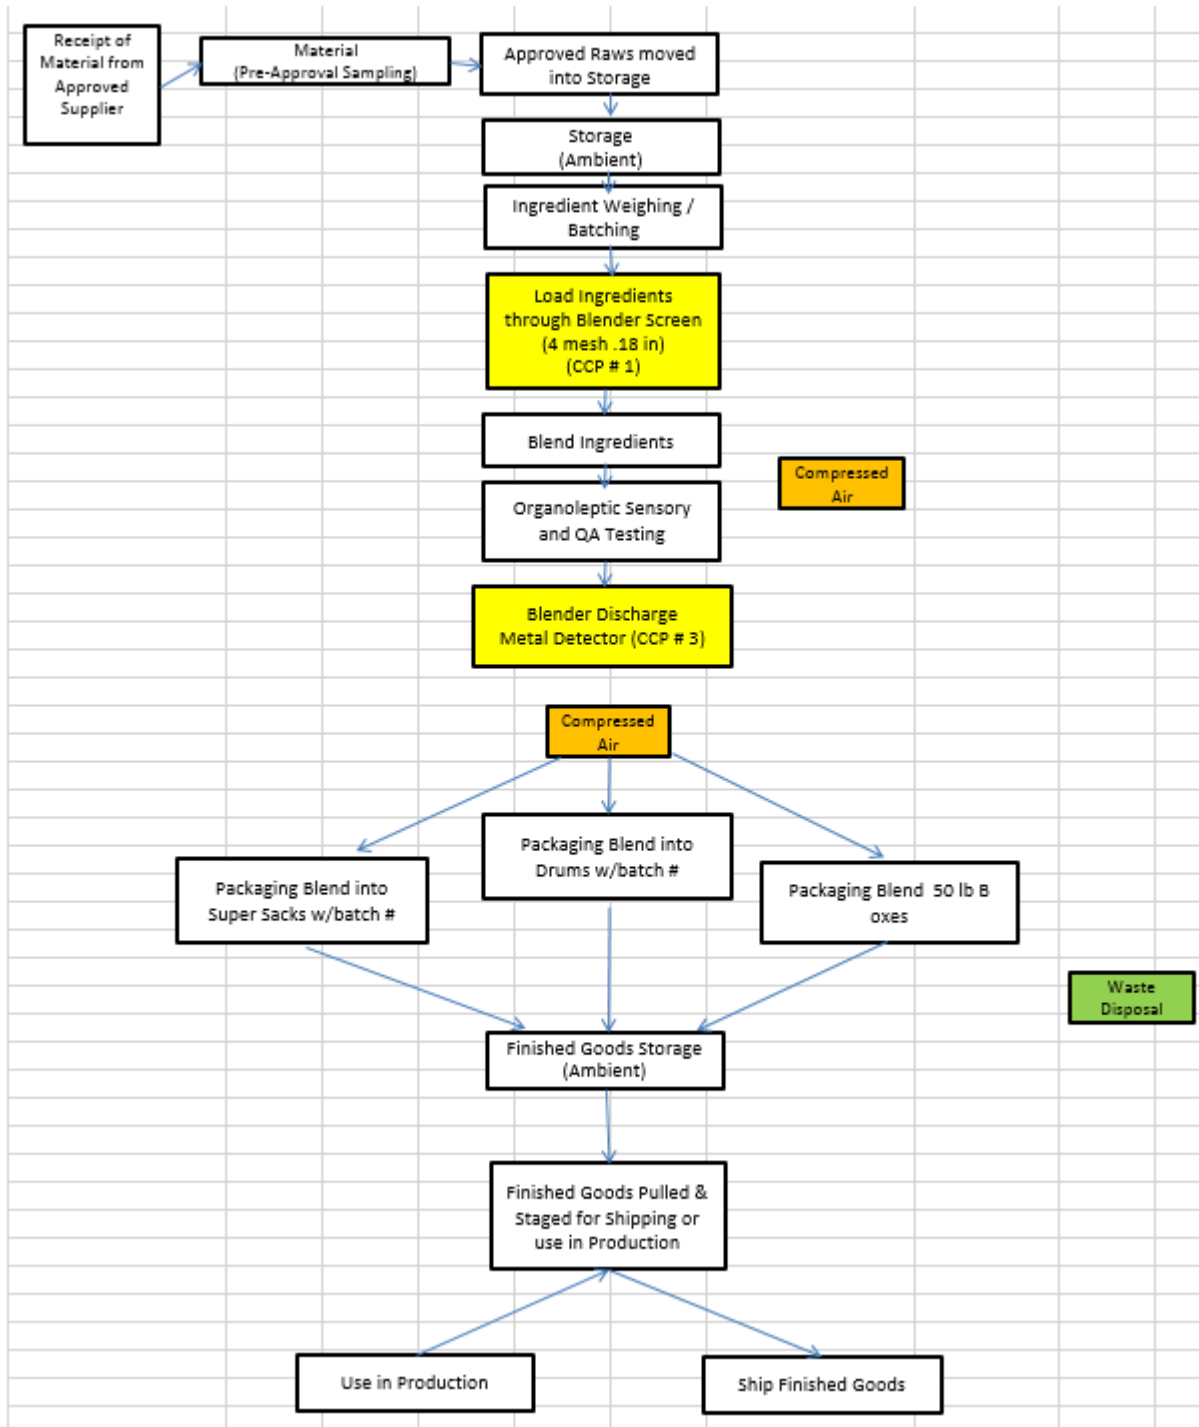 Receipt of
Material from
Approved
Supplier
Material
(Pre-Approval Sampling)
Approved Raws moved
into Storage
Storage
(Ambient)
Ingredient Weighing /
Batching
Load Ingredients
through Blender Screen
(4 mesh .18 in)
(CCP # 1)
Blend Ingredients
Compressed
Air
Organoleptic Sensory
and QA Testing
Blender Discharge
Metal Detector (CCP # 3)
Compressed
Air
Packaging Blend into
Super Sacks w/batch #
Packaging Blend into
Drums w/batch #
Packaging Blend  50 lb B
oxes
Waste
Disposal
Finished Goods Storage
(Ambient)
Finished Goods Pulled &
Staged for Shipping or
use in Production
Use in Production
Ship Finished Goods